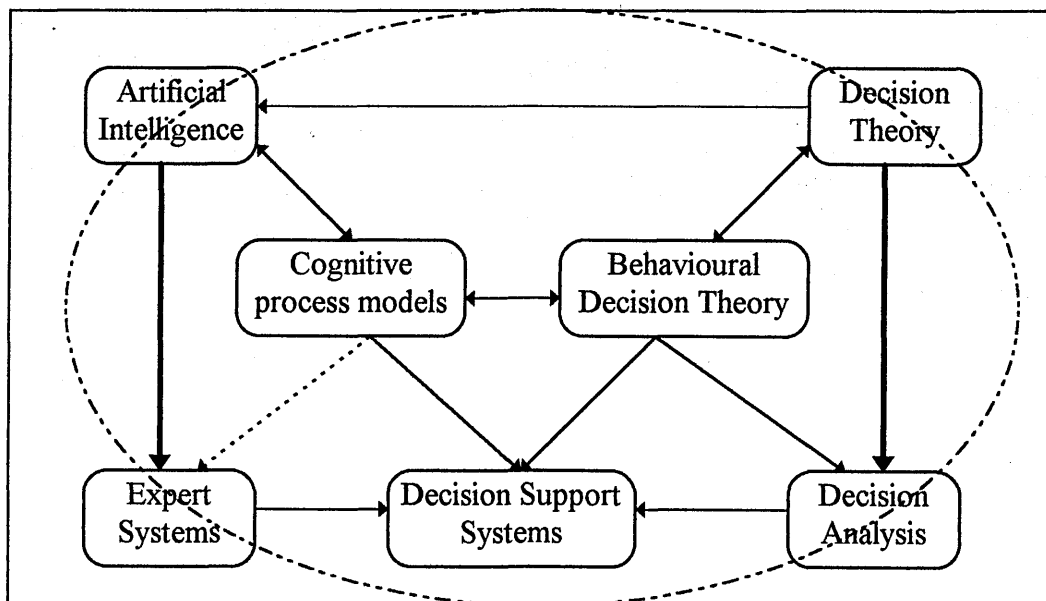 Artificial
Intelligence
Decision
Theory
Cognitive
process models
Behavioural
Decision Theory
Expert
Systems
Decision Support
Systems
Decision
Analysis